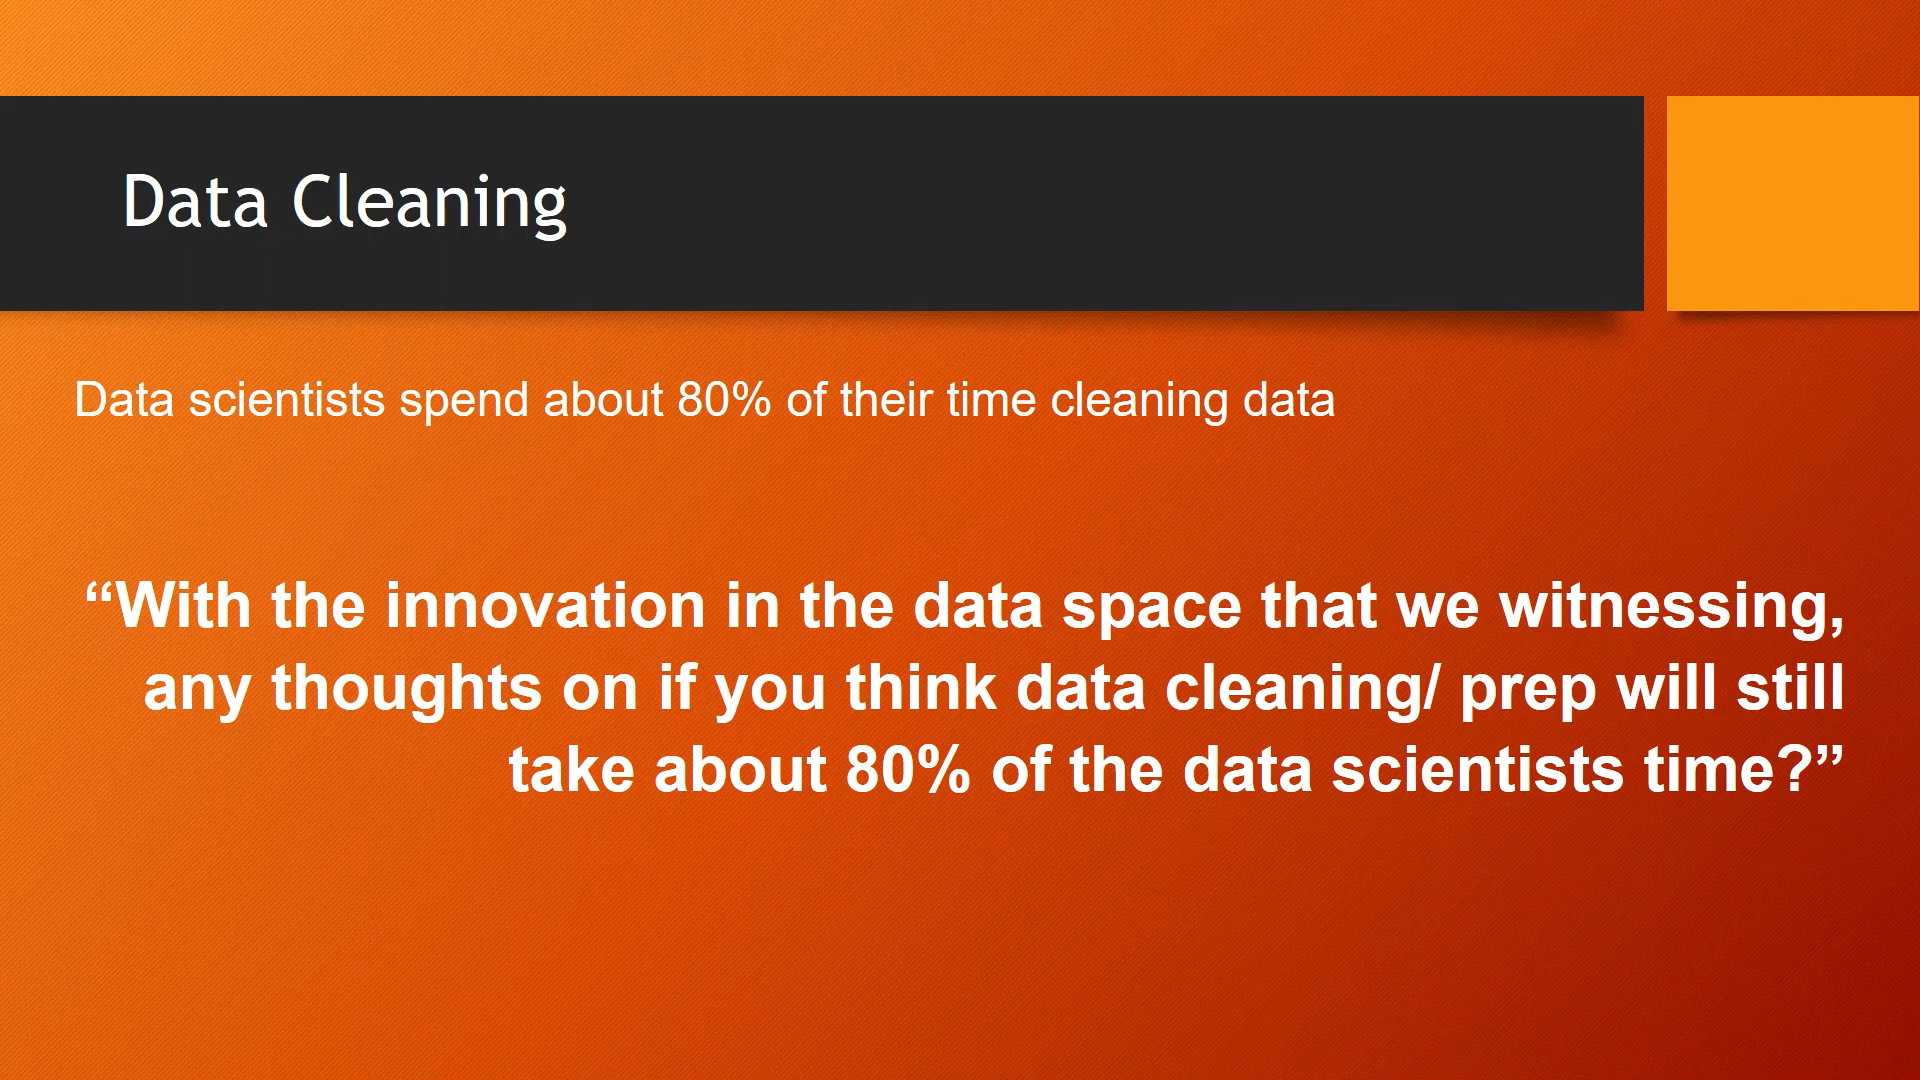 Data Cleaning
Data scientists spend about 80% of their time cleaning data
“With the innovation in the data space that we witnessing,
any thoughts on if you think data cleaning/ prep will still
take about 80% of the data scientists time?”